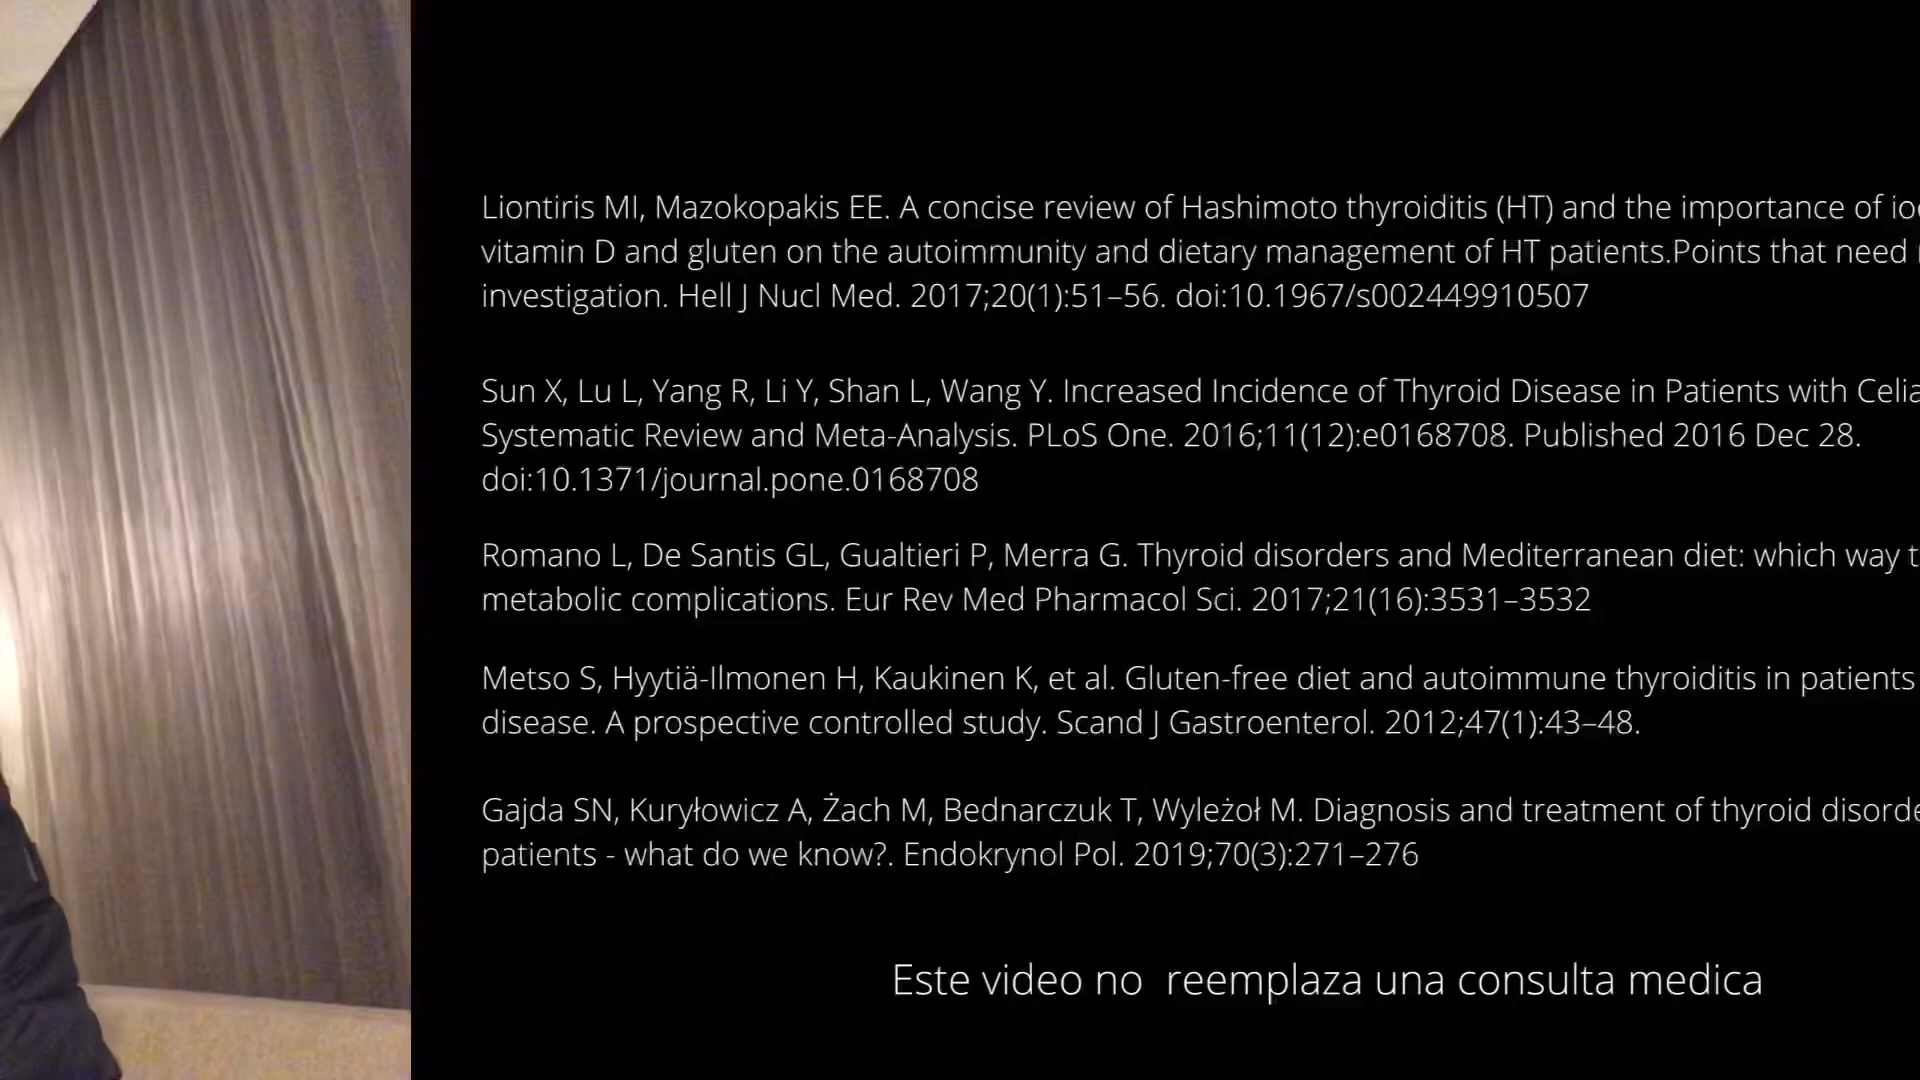 Liontiris MI, Mazokopakis EE. A concise review of Hashimoto thyroiditis (HT) and the importance of
vitamin D and gluten on the autoimmunity and dietary management of HT patients.Points that need
investigation. Hell J Nucl Med. 2017;20(1):51–56. doi:10.1967/s002449910507
Sun X, Lu L, Yang R, Li Y, Shan L, Wang Y. Increased Incidence of Thyroid Disease in Patients with
Systematic Review and Meta-Analysis. PLoS One. 2016;11(12):e0168708. Published 2016 Dec 28.
doi:10.1371/journal.pone.0168708
Romano L, De Santis GL, Gualtieri P, Merra G. Thyroid disorders and Mediterranean diet: which way
metabolic complications. Eur Rev Med Pharmacol Sci. 2017;21(16):3531–3532
Metso S, Hyytiä-Ilmonen H, Kaukinen K, et al. Gluten-free diet and autoimmune thyroiditis in patients
disease. A prospective controlled study. Scand J Gastroenterol. 2012;47(1):43–48.
Gajda SN, Kuryłowicz A, Żach M, Bednarczuk T, Wyleżoł M. Diagnosis and treatment of thyroid
patients - what do we know?. Endokrynol Pol. 2019;70(3):271–276
Este video no reemplaza una consulta medica